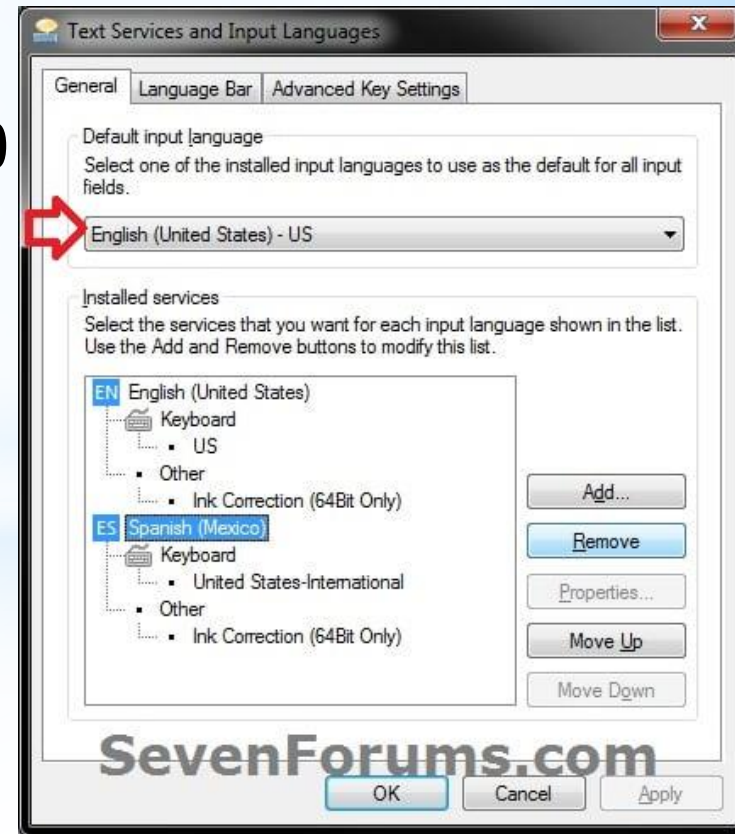 Text Services and Input Languages
General Language Bar Advanced Key Settings
Default input language
Select one of the installed input languages to use as the default for all input
fields.
English (United States) - US
Installed services
Select the services that you want for each input language shown in the list.
Use the Add and Remove buttons to modify this list.
EN English (United States)
Keyboard
US
Other
Ink Correction (64Bit Only)
ES Spanish (Mexico)
Keyboard
United States-International
Other
Ink Correction (64Bit Only)
Add...
Remove
Properties...
Move Up
Move Down
SevenForums.com
OK Cancel Apply